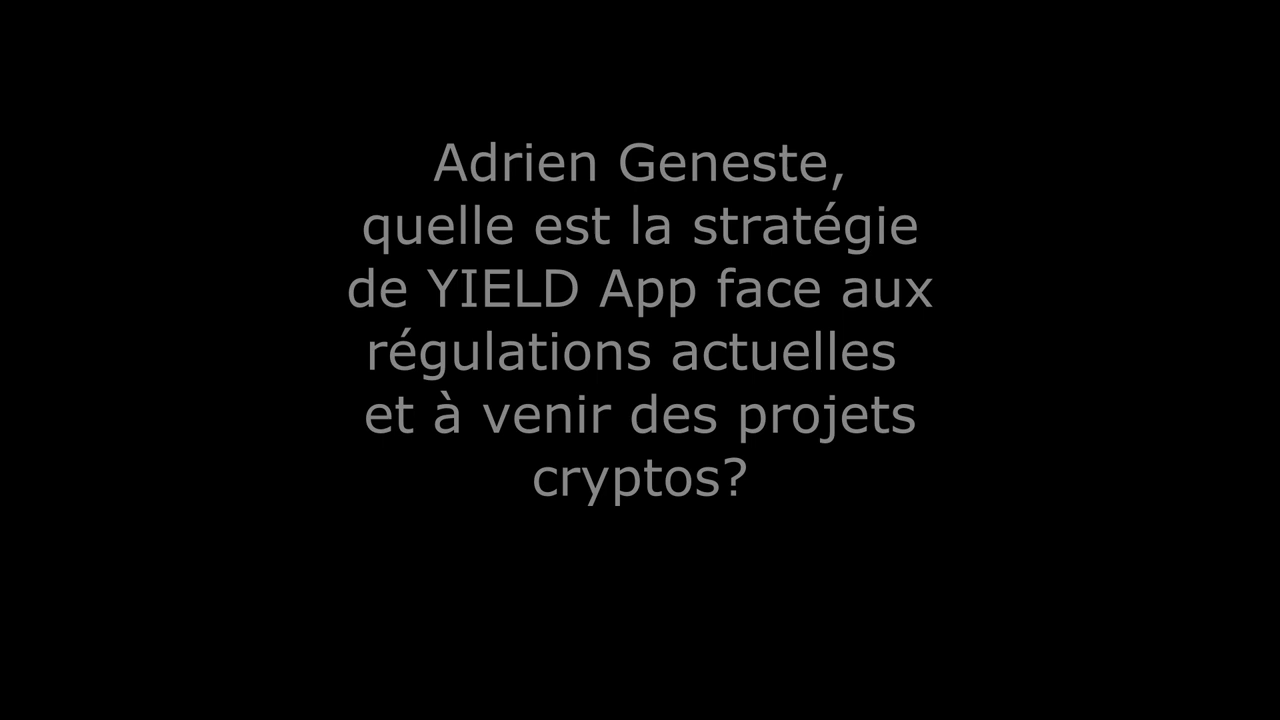 Adrien Geneste,
quelle est la stratégie
de YIELD App face aux
régulations actuelles
et à venir des projets
cryptos?